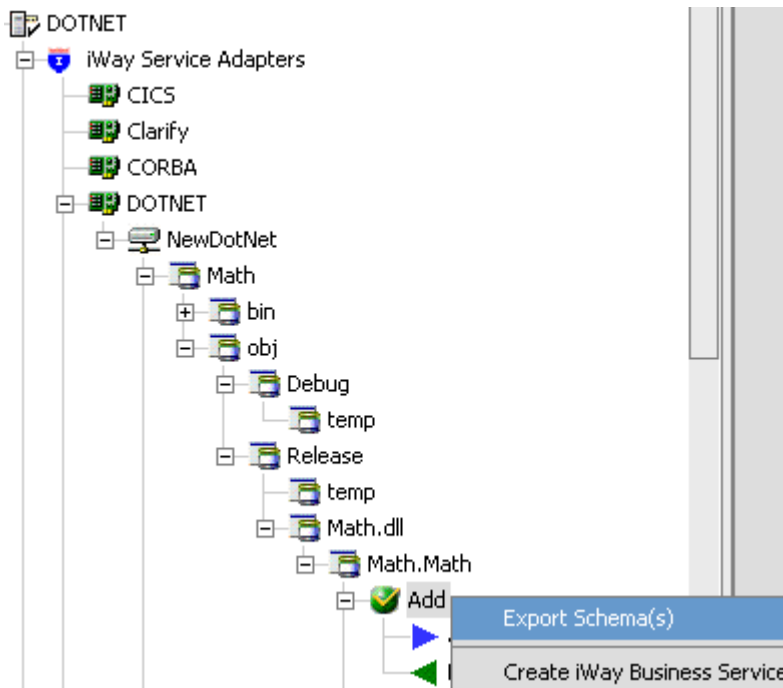 DOTNET
iWay Service Adapters
CICS
Clarify
CORBA
DOTNET
NewDotNet
Math
bin
obj
Debug
temp
Release
temp
Math.dll
Math.Math
Add
Export Schema(s)
Create iWay Business Service